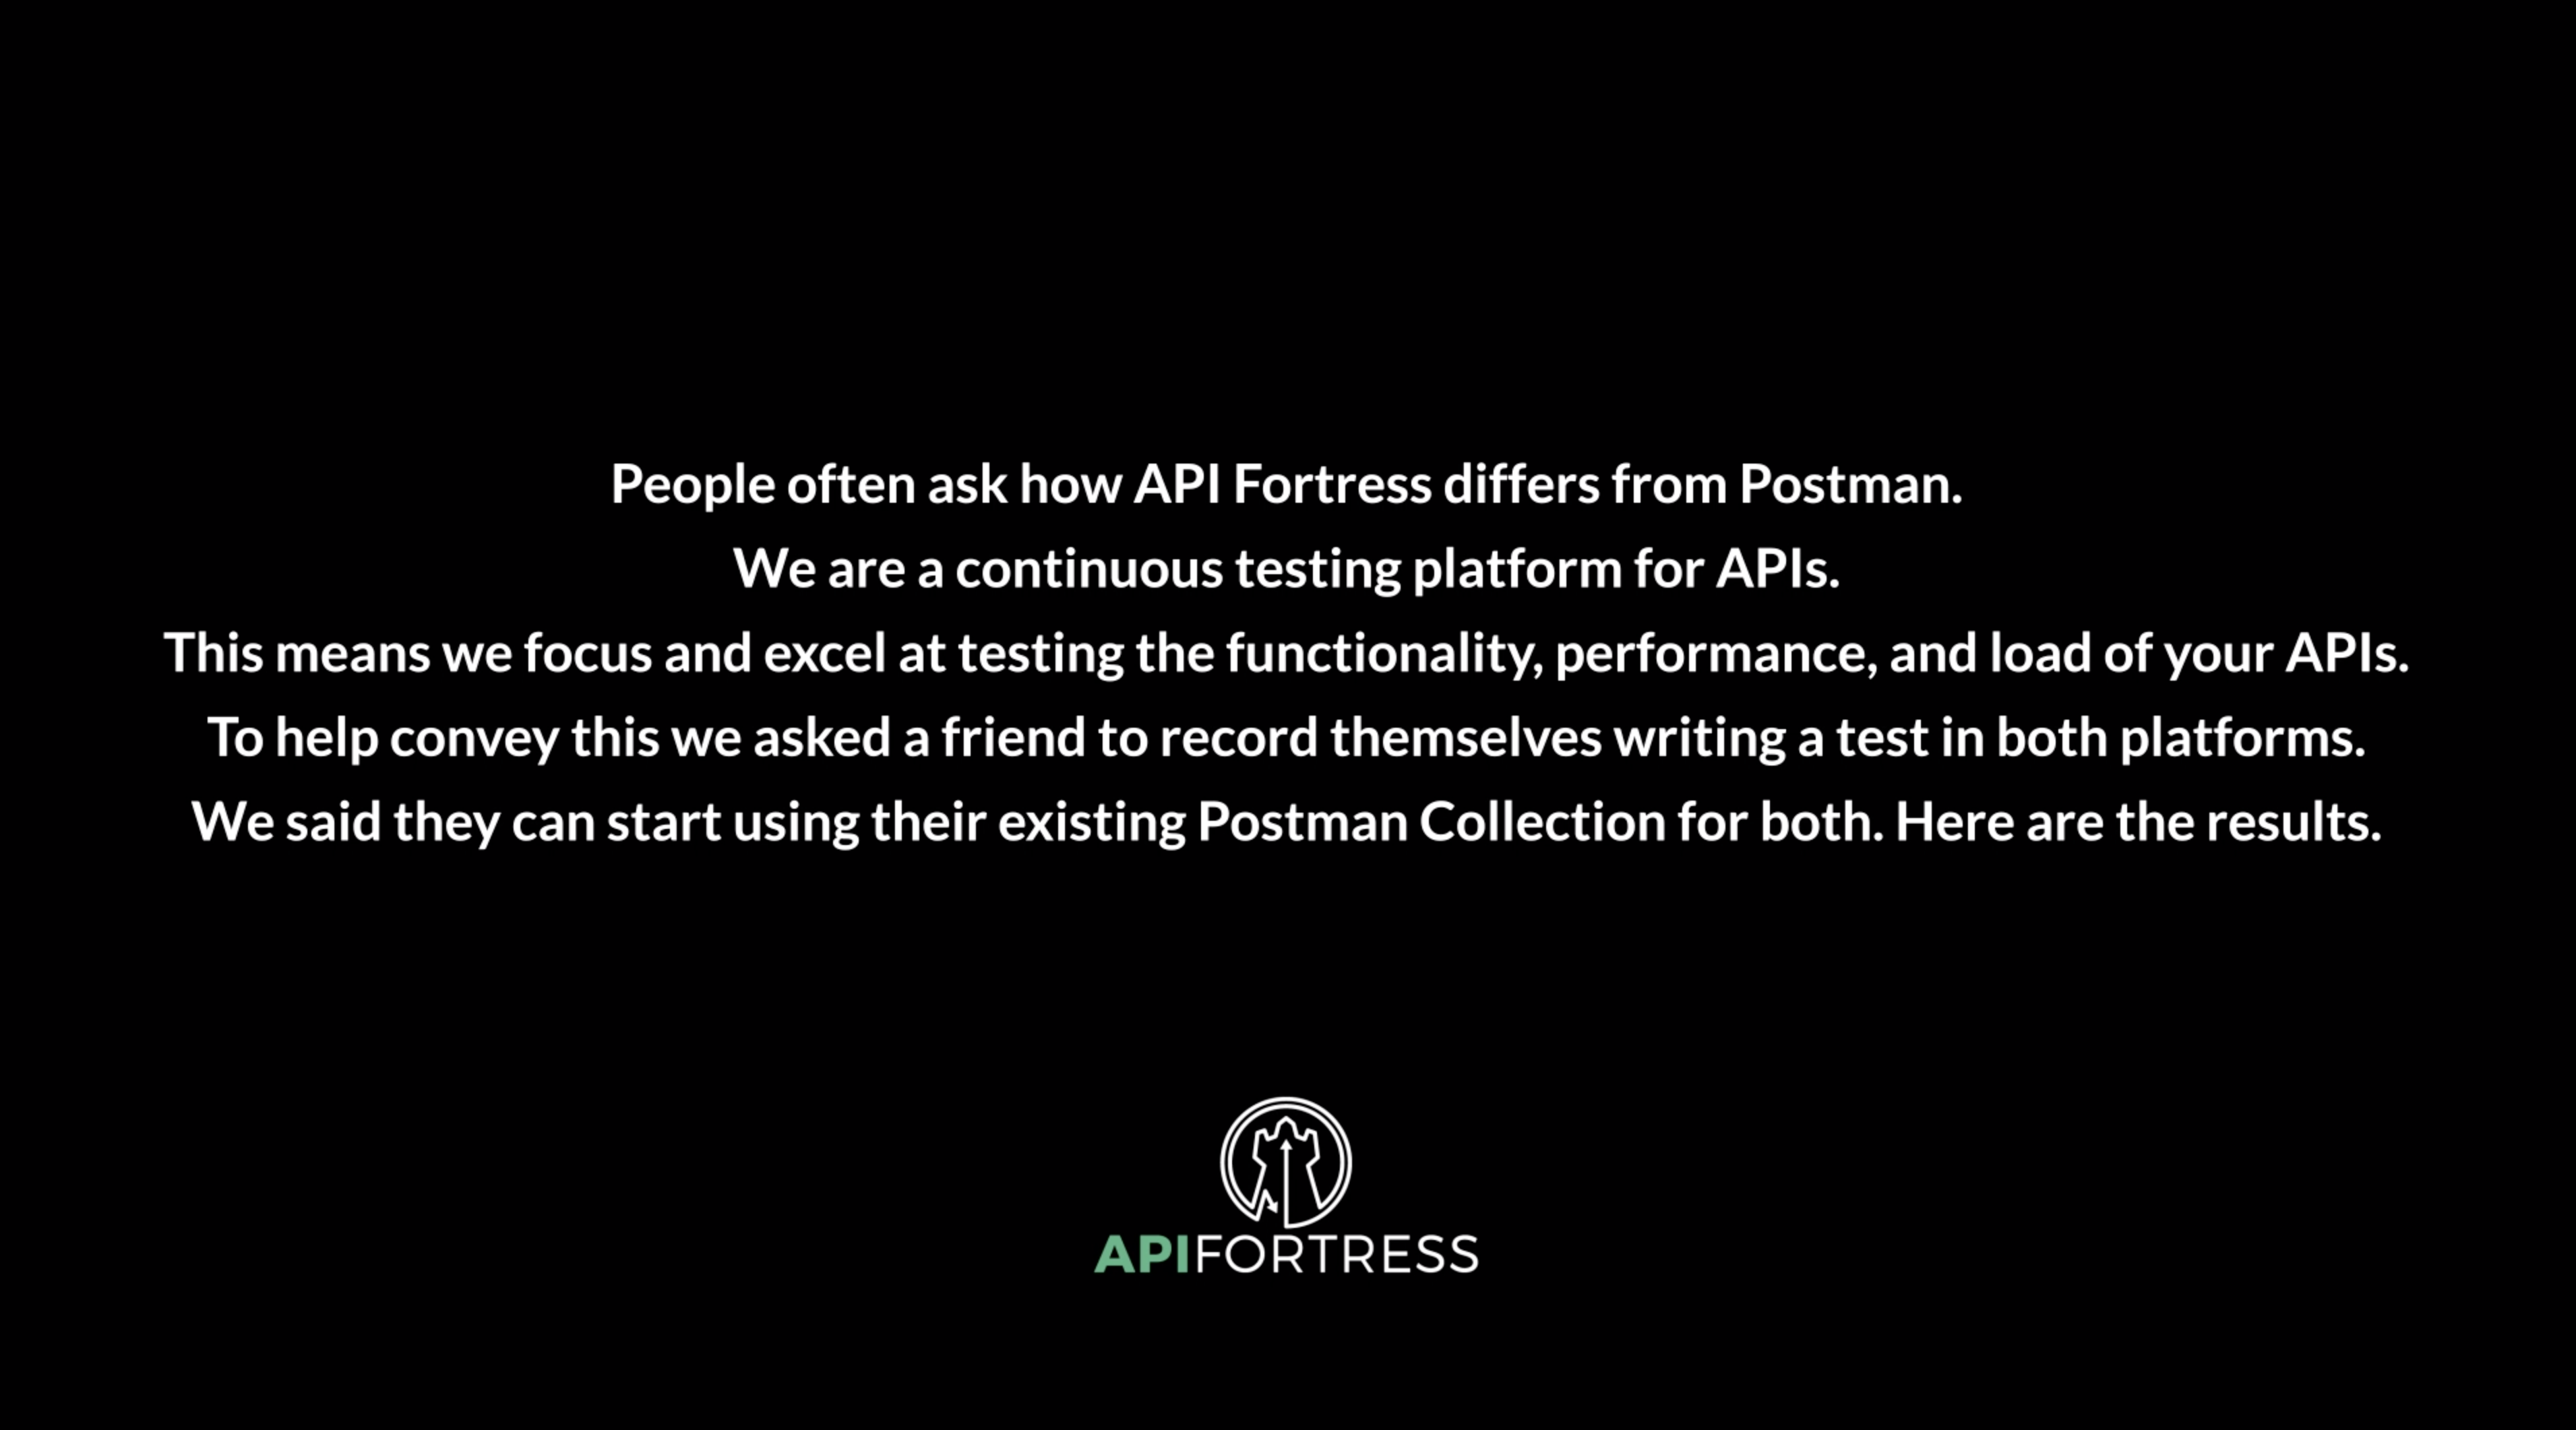 People often ask how API Fortress differs from Postman.
We are a continuous testing platform for APIs.
This means we focus and excel at testing the functionality, performance, and load of your APIs.
To help convey this we asked a friend to record themselves writing a test in both platforms.
We said they can start using their existing Postman Collection for both. Here are the results.
APIFORTRESS